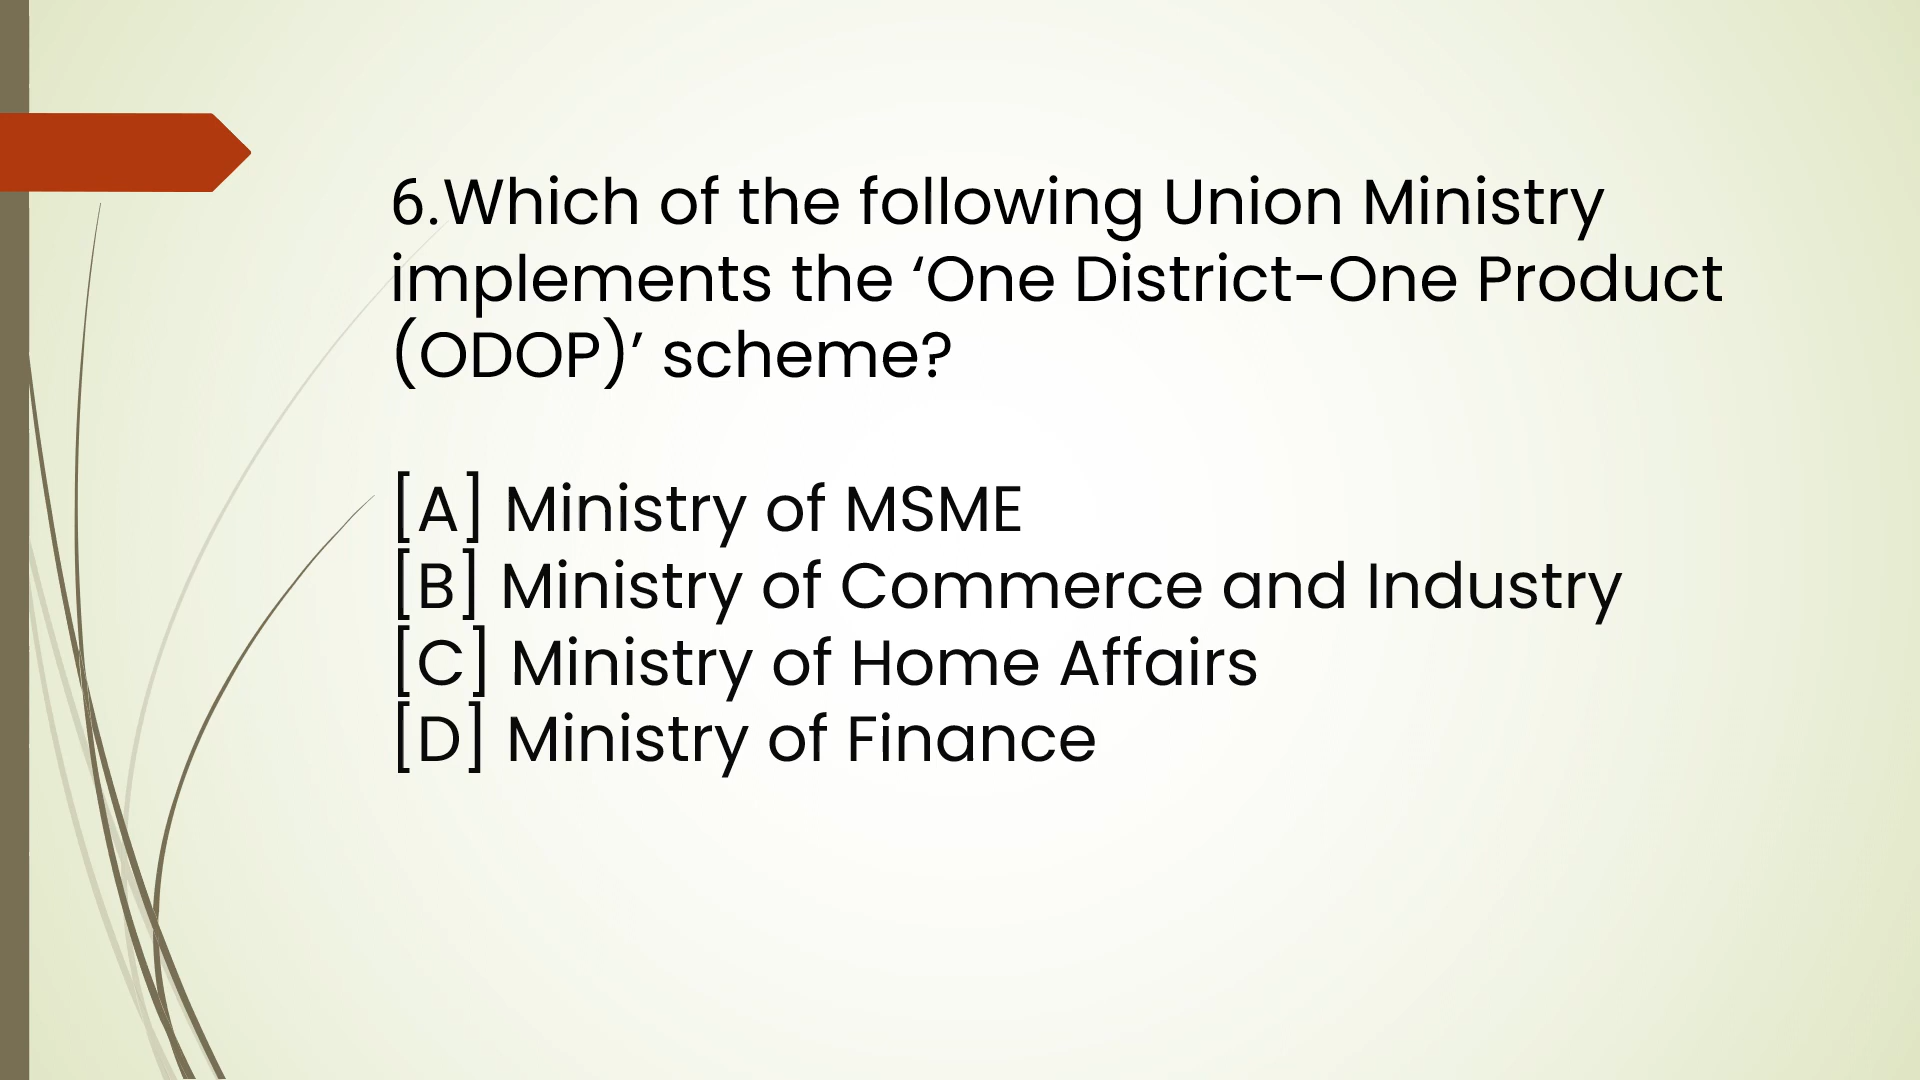 6.Which of the following Union Ministry
implements the ‘One District-One Product
(ODOP)’ scheme?
[A] Ministry of MSME
[B] Ministry of Commerce and Industry
[C] Ministry of Home Affairs
[D] Ministry of Finance